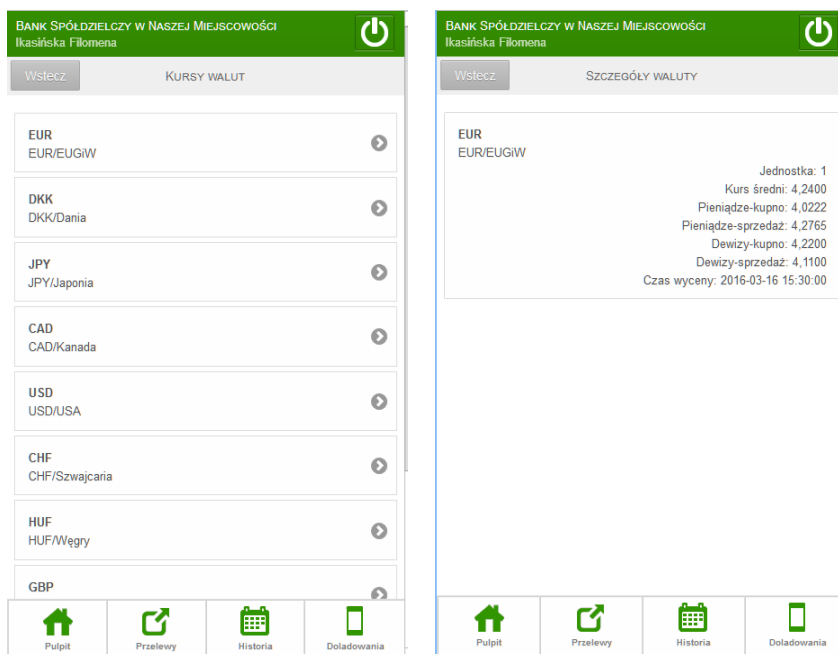 BANK SPÓŁDZIELCZY W NASZEJ MIEJSCOWOŚCI
Ikasińska Filomena
Wstecz
KURSY WALUT
EUR
EUR/EUGiW
DKK
DKK/Dania
JPY
JPY/Japonia
CAD
CAD/Kanada
USD
USD/USA
CHF
CHF/Szwajcaria
HUF
HUF/Węgry
GBP
Pulpit
Przelewy
Historia
Doladowania
BANK SPÓŁDZIELCZY W NASZEJ MIEJSCOWOŚCI
Ikasińska Filomena
Wstecz
SZCZEGÓŁY WALUTY
EUR
EUR/EUGiW
Jednostka: 1
Kurs średni: 4,2400
Pieniądze-kupno: 4,0222
Pieniądze-sprzedaż: 4,2765
Dewizy-kupno: 4,2200
Dewizy-sprzedaż: 4,1100
Czas wyceny: 2016-03-16 15:30:00
Pulpit
Przelewy
Historia
Doladowania